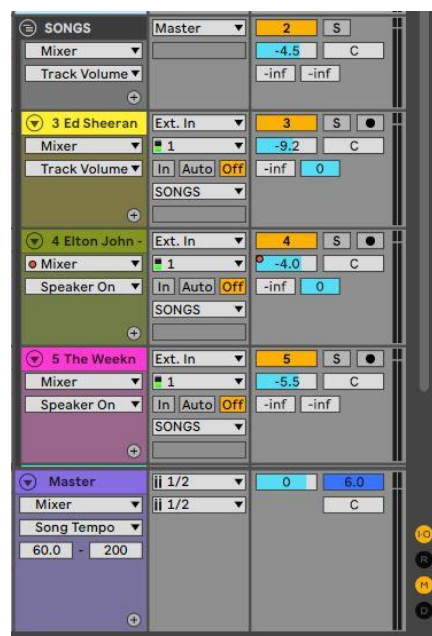 SONGS Master 2 S
Mixer -4.5 C
Track Volume -inf -inf
3 Ed Sheeran Ext. In 3 S
Mixer 1 -9.2 C
Track Volume In Auto Off -inf 0
SONGS
4 Elton John - Ext. In 4 S
Mixer 1 -4.0 C
Speaker On In Auto Off -inf 0
SONGS
5 The Weekn Ext. In 5 S
Mixer 1 -5.5 C
Speaker On In Auto Off -inf -inf
SONGS
Master 1/2 0 6.0
Mixer 1/2 C
Song Tempo
60.0 - 200
I·O
R
M
D